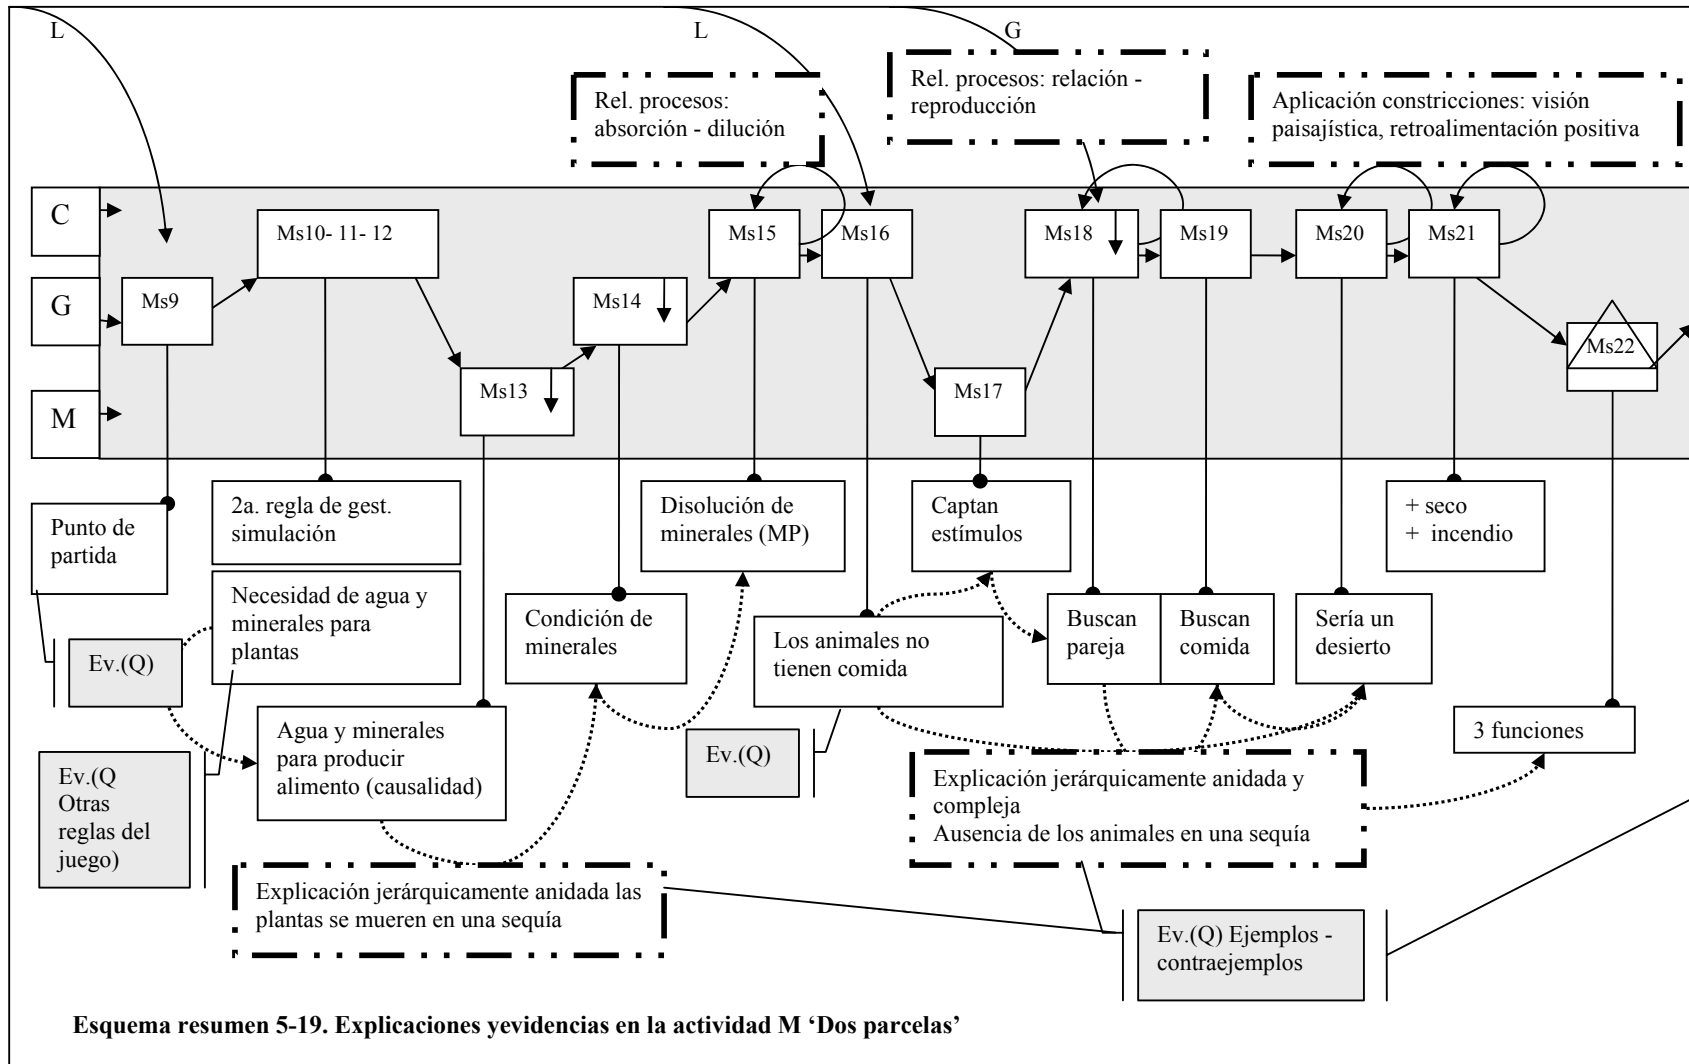 L
L
G
Rel. procesos:
absorción - dilución
Rel. procesos: relación -
reproducción
Aplicación constricciones: visión
paisajística, retroalimentación positiva
C
G
M
Ms9
Ms10- 11- 12
Ms13
Ms14
Ms15
Ms16
Ms17
Ms18
Ms19
Ms20
Ms21
Ms22
Punto de
partida
2a. regla de gest.
simulación
Necesidad de agua y
minerales para
plantas
Ev.(Q)
Ev.(Q
Otras
reglas del
juego)
Agua y minerales
para producir
alimento (causalidad)
Condición de
minerales
Disolución de
minerales (MP)
Los animales no
tienen comida
Ev.(Q)
Captan
estímulos
Buscan
pareja
Buscan
comida
Sería un
desierto
+ seco
+ incendio
3 funciones
Explicación jerárquicamente anidada y
compleja
Ausencia de los animales en una sequía
Explicación jerárquicamente anidada las
plantas se mueren en una sequía
Ev.(Q) Ejemplos -
contraejemplos
Esquema resumen 5-19. Explicaciones yevidencias en la actividad M ‘Dos parcelas’